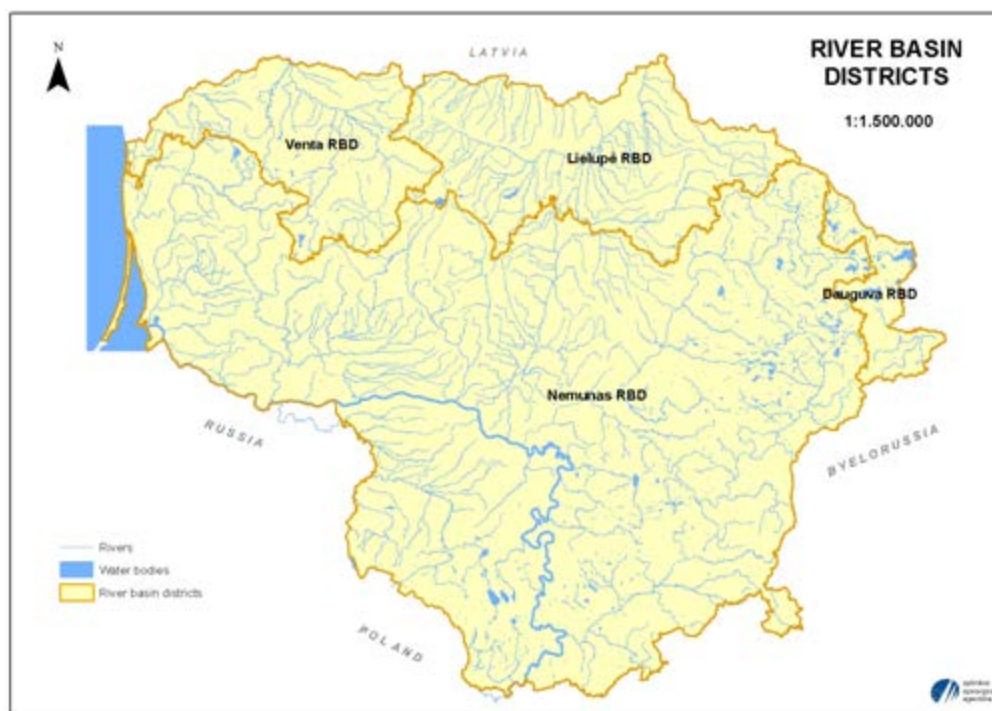 N
LATVIA
RIVER BASIN
DISTRICTS
1:1.500.000
Venta RBD
Lielupė RBD
Dauguva RBD
Nemunas RBD
RUSSIA
BYELORUSSIA
Rivers
Water bodies
River basin districts
POLAND